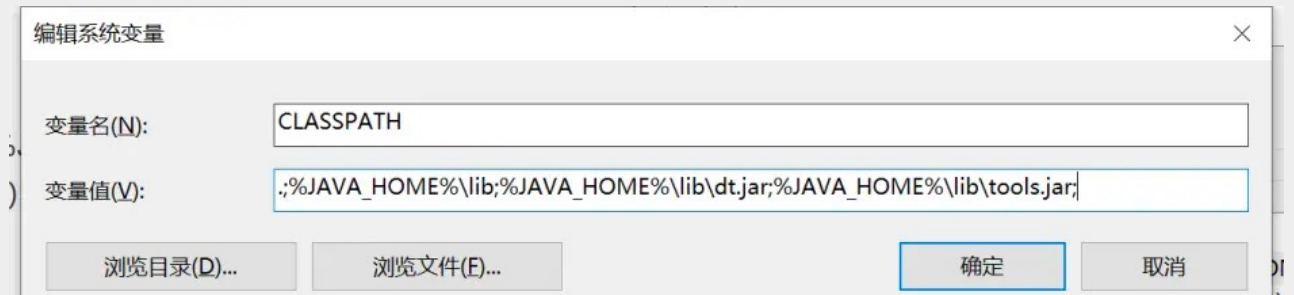 编辑系统变量
变量名(N):
CLASSPATH
变量值(V):
.;%JAVA_HOME%\lib;%JAVA_HOME%\lib\dt.jar;%JAVA_HOME%\lib\tools.jar;
浏览目录(D)...
浏览文件(F)...
确定
取消